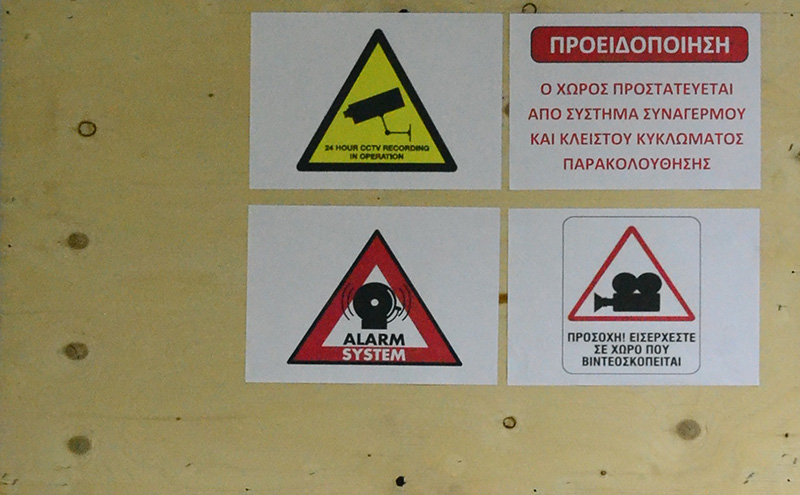 24 HOUR CCTV RECORDING
IN OPERATION
ΠΡΟΕΙΔΟΠΟΙΗΣΗ
Ο ΧΩΡΟΣ ΠΡΟΣΤΑΤΕΥΕΤΑΙ
ΑΠΟ ΣΥΣΤΗΜΑ ΣΥΝΑΓΕΡΜΟΥ
ΚΑΙ ΚΛΕΙΣΤΟΥ ΚΥΚΛΩΜΑΤΟΣ
ΠΑΡΑΚΟΛΟΥΘΗΣΗΣ
ALARM
SYSTEM
ΠΡΟΣΟΧΗ! ΕΙΣΕΡΧΕΣΤΕ
ΣΕ ΧΩΡΟ ΠΟΥ
ΒΙΝΤΕΟΣΚΟΠΕΙΤΑΙ